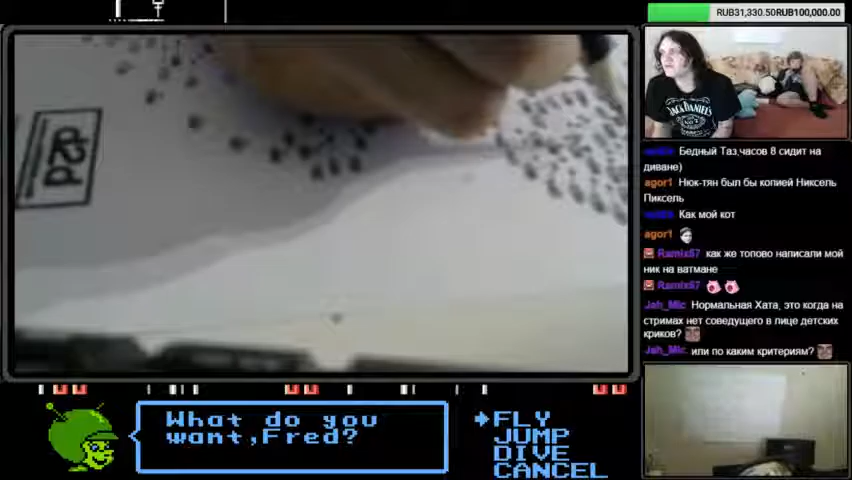 RUB31,330.50RUB100,000.00
Бедный Таз,часов 8 сидит на
диване)
agor1 Нюк-тян был бы копией Никсель
Пиксель
Как мой кот
agor1
Ramix57 как же топово написали мой
ник на ватмане
Ramix57
Jah_Mic Нормальная Хата, это когда на
стримах нет соведущего в лице детских
криков?
Jah_Mic или по каким критериям?
JACK DANIEL'S
What do you
want,Fred?
FLY
JUMP
DIVE
CANCEL